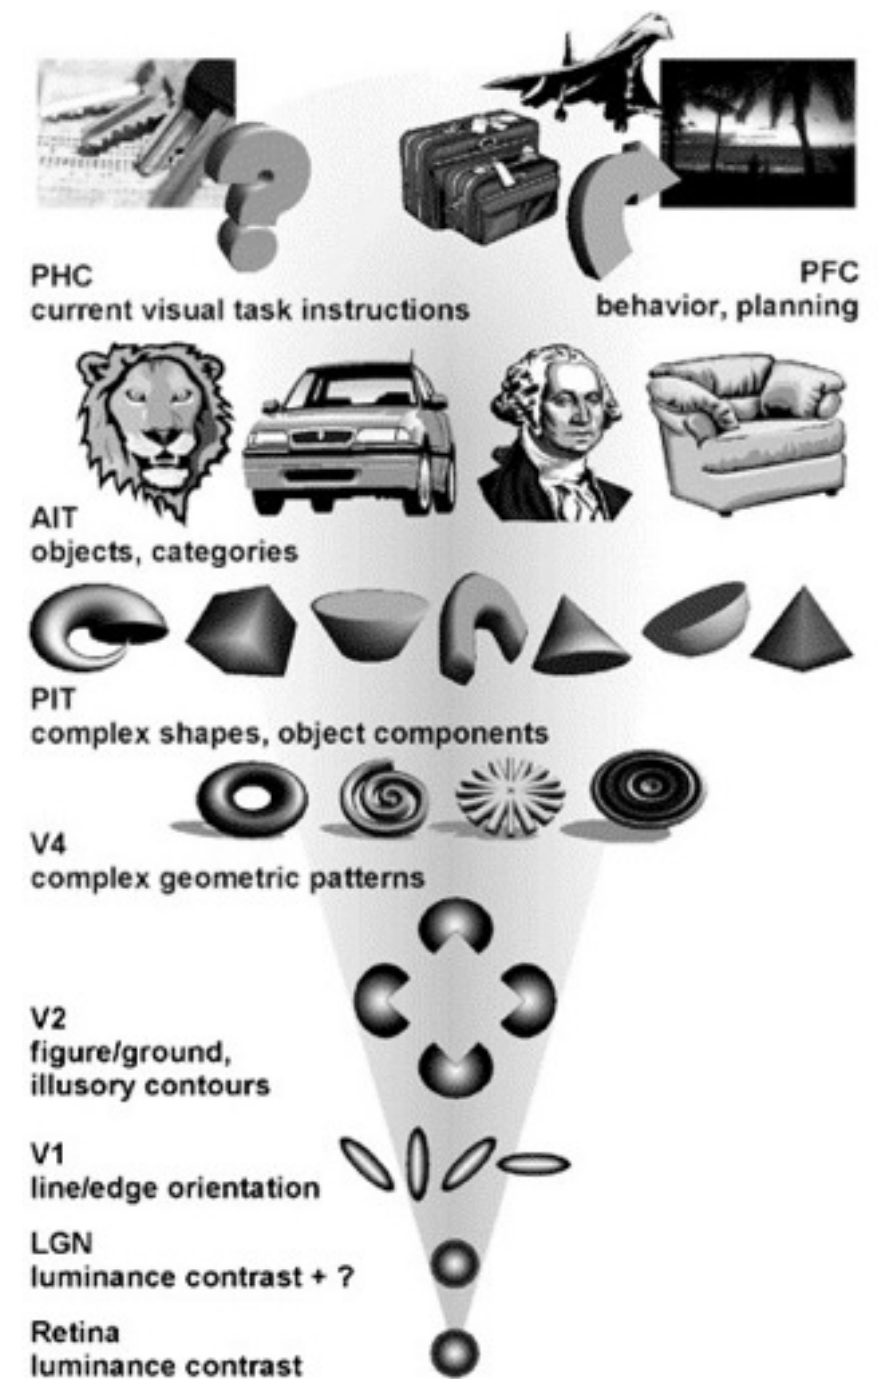 PHC
current visual task instructions
PFC
behavior, planning
AIT
objects, categories
PIT
complex shapes, object components
V4
complex geometric patterns
V2
figure/ground,
illusory contours
V1
line/edge orientation
LGN
luminance contrast + ?
Retina
luminance contrast